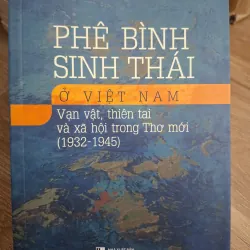 PHÊ BÌNH
SINH THÁI
Ở VIỆT NAM
Vạn vật, thiên tai
và xã hội trong Thơ mới
(1932-1945)